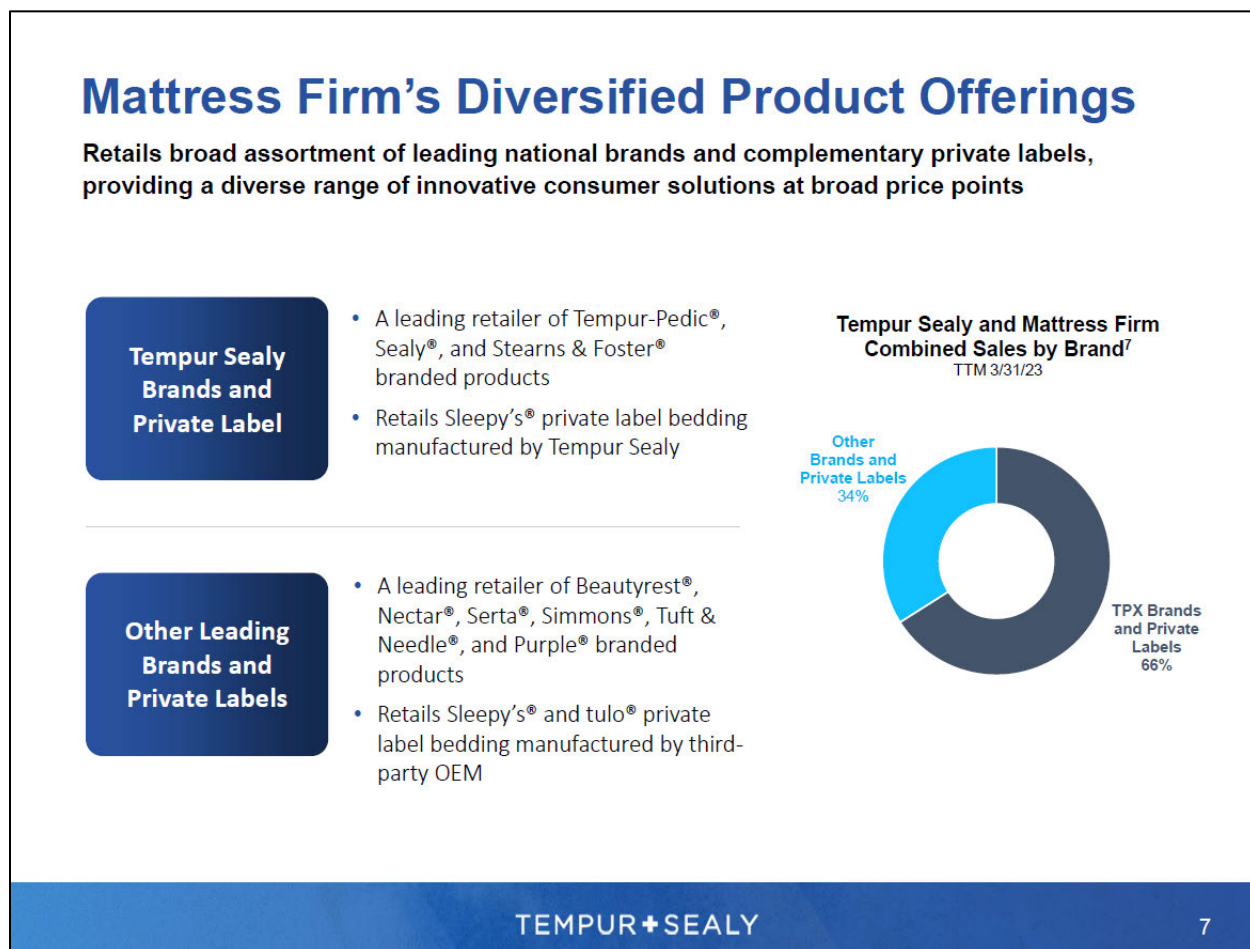 Mattress Firm’s Diversified Product Offerings
Retails broad assortment of leading national brands and complementary private labels,
providing a diverse range of innovative consumer solutions at broad price points
Tempur Sealy
Brands and
Private Label
• A leading retailer of Tempur-Pedic®,
Sealy®, and Stearns & Foster®
branded products
• Retails Sleepy’s® private label bedding
manufactured by Tempur Sealy
Other Leading
Brands and
Private Labels
• A leading retailer of Beautyrest®,
Nectar®, Serta®, Simmons®, Tuft &
Needle®, and Purple® branded
products
• Retails Sleepy’s® and tulo® private
label bedding manufactured by third-
party OEM
Tempur Sealy and Mattress Firm
Combined Sales by Brand⁷
TTM 3/31/23
Other
Brands and
Private Labels
34%
TPX Brands
and Private
Labels
66%
TEMPUR+SEALY
7